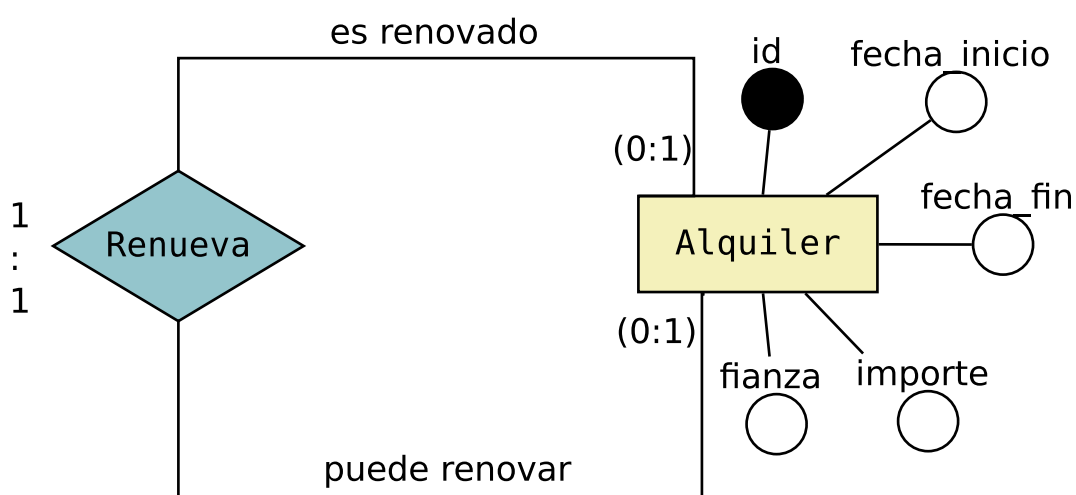 es renovado
id
fecha_inicio
(0:1)
fecha_fin
1
:
1
Renueva
Alquiler
(0:1)
fianza
importe
puede renovar